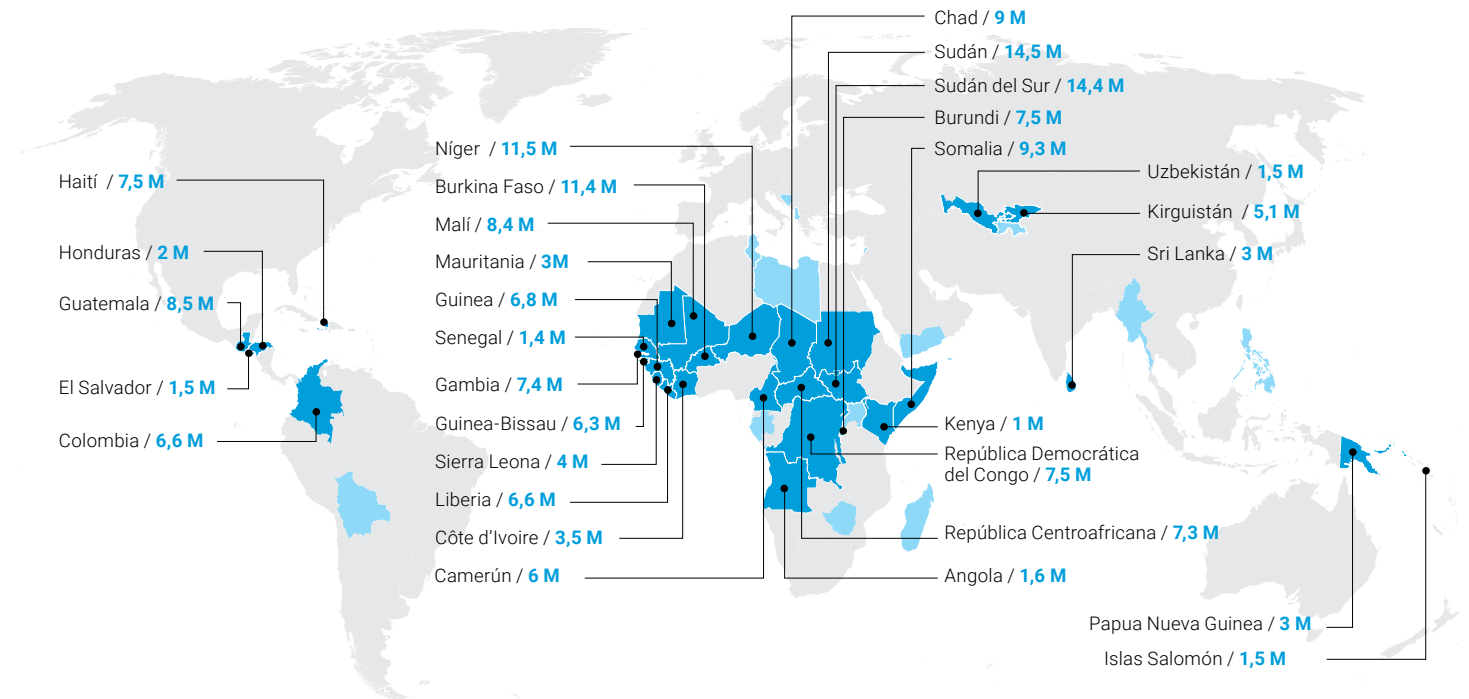 Haití / 7,5 M
Honduras / 2 M
Guatemala / 8,5 M
El Salvador / 1,5 M
Colombia / 6,6 M
Níger / 11,5 M
Burkina Faso / 11,4 M
Malí / 8,4 M
Mauritania / 3M
Guinea / 6,8 M
Senegal / 1,4 M
Gambia / 7,4 M
Guinea-Bissau / 6,3 M
Sierra Leona / 4 M
Liberia / 6,6 M
Côte d’Ivoire / 3,5 M
Camerún / 6 M
Chad / 9 M
Sudán / 14,5 M
Sudán del Sur / 14,4 M
Burundi / 7,5 M
Somalia / 9,3 M
Uzbekistán / 1,5 M
Kirguistán / 5,1 M
Sri Lanka / 3 M
Kenya / 1 M
República Democrática
del Congo / 7,5 M
República Centroafricana / 7,3 M
Angola / 1,6 M
Papua Nueva Guinea / 3 M
Islas Salomón / 1,5 M